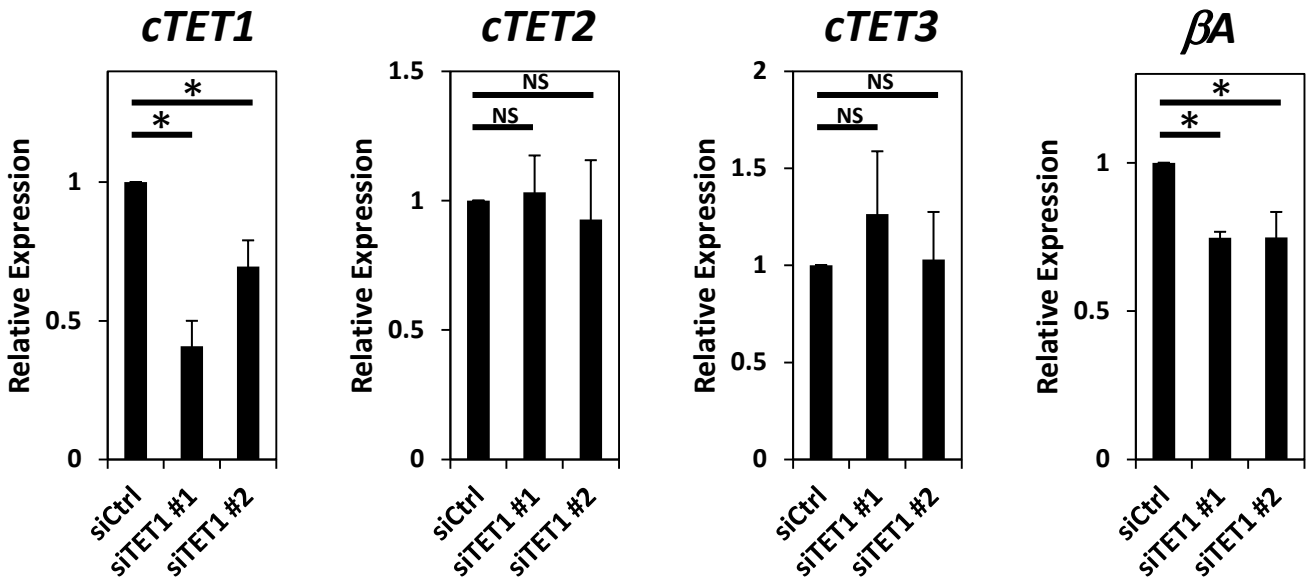 cTET1
Relative Expression
1
0.5
0
*
*
siCtrl
siTET1 #1
siTET1 #2
cTET2
Relative Expression
1.5
1
0.5
0
NS
NS
siCtrl
siTET1 #1
siTET1 #2
cTET3
Relative Expression
2
1.5
1
0.5
0
NS
NS
siCtrl
siTET1 #1
siTET1 #2
βA
Relative Expression
1
0.5
0
*
*
siCtrl
siTET1 #1
siTET1 #2